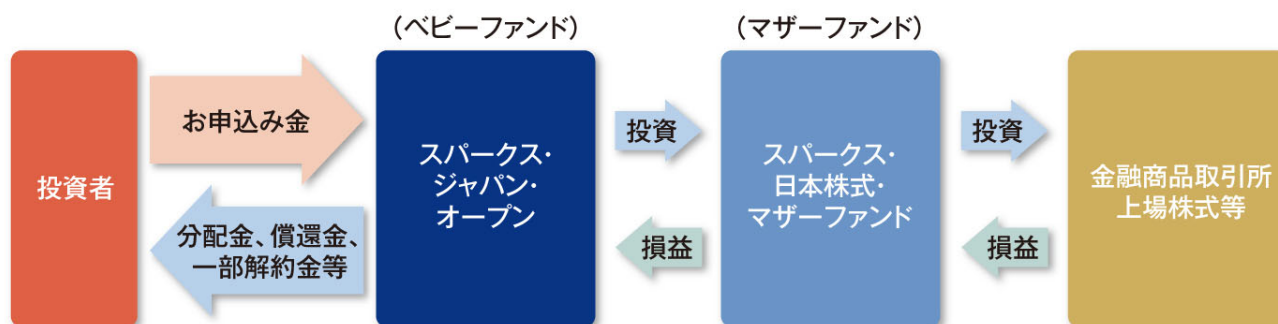 （ベビーファンド）
（マザーファンド）
投資者
お申込み金
分配金、償還金、
一部解約金等
スパークス・
ジャパン・
オープン
投資
損益
スパークス・
日本株式・
マザーファンド
投資
損益
金融商品取引所
上場株式等